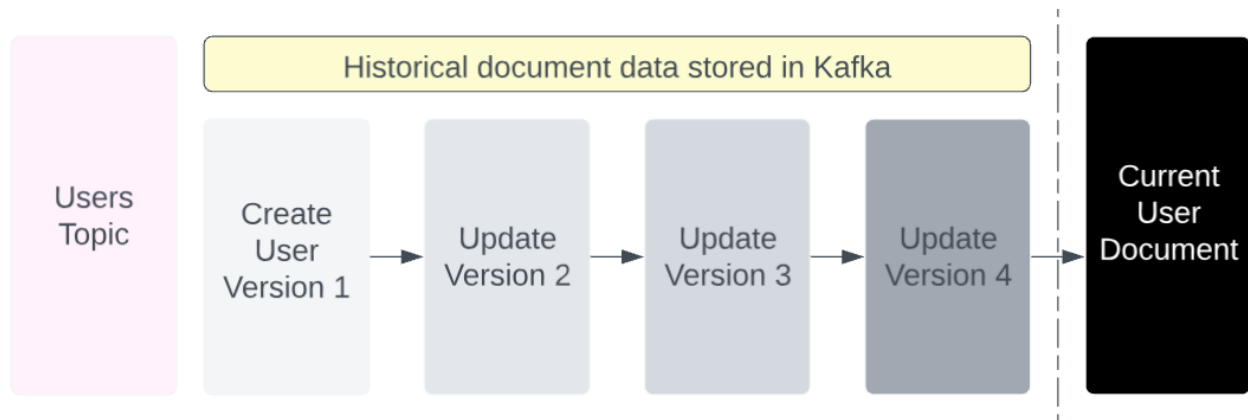 Users
Topic
Historical document data stored in Kafka
Create
User
Version 1
Update
Version 2
Update
Version 3
Update
Version 4
Current
User
Document